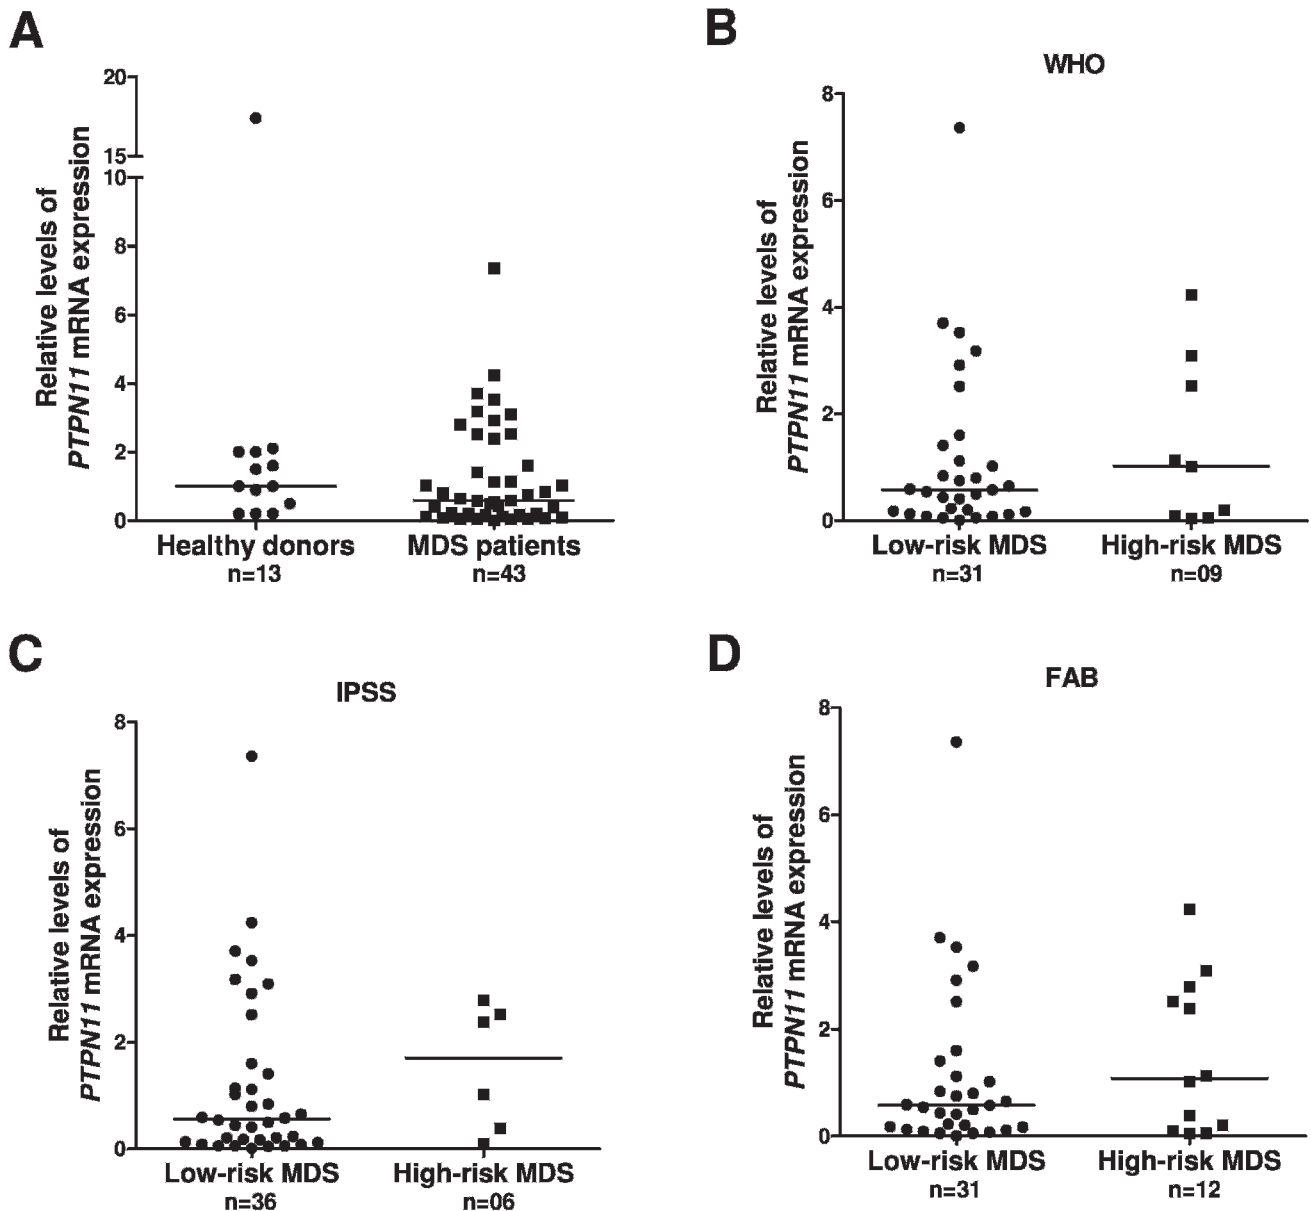 A
Relative levels of
PTPN11 mRNA expression
20
15
10
8
6
4
2
0
Healthy donors
n=13
MDS patients
n=43
B
WHO
Relative levels of
PTPN11 mRNA expression
8
6
4
2
0
Low-risk MDS
n=31
High-risk MDS
n=09
C
IPSS
Relative levels of
PTPN11 mRNA expression
8
6
4
2
0
Low-risk MDS
n=36
High-risk MDS
n=06
D
FAB
Relative levels of
PTPN11 mRNA expression
8
6
4
2
0
Low-risk MDS
n=31
High-risk MDS
n=12